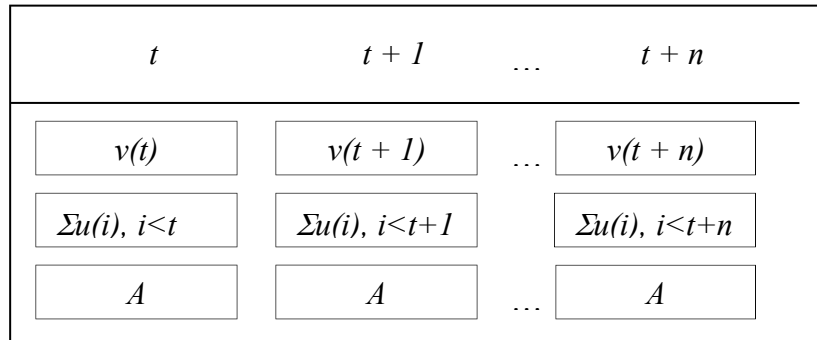 t t + 1 ... t + n
v(t) v(t + 1) ... v(t + n)
Σu(i), i<t Σu(i), i<t+1 Σu(i), i<t+n
A A ... A